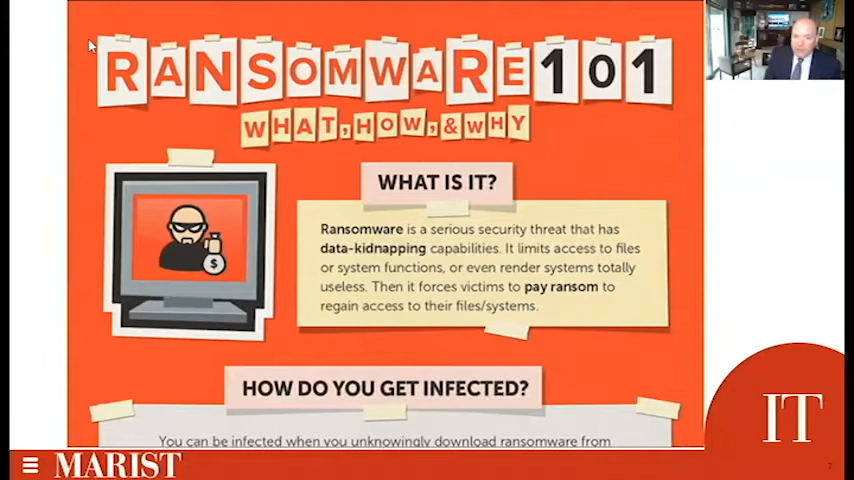 RANSOMWARE101
WHAT, HOW, & WHY
WHAT IS IT?
Ransomware is a serious security threat that has
data-kidnapping capabilities. It limits access to files
or system functions, or even render systems totally
useless. Then it forces victims to pay ransom to
regain access to their files/systems.
$
HOW DO YOU GET INFECTED?
You can be infected when you unknowingly download ransomware from
IT
MARIST
7